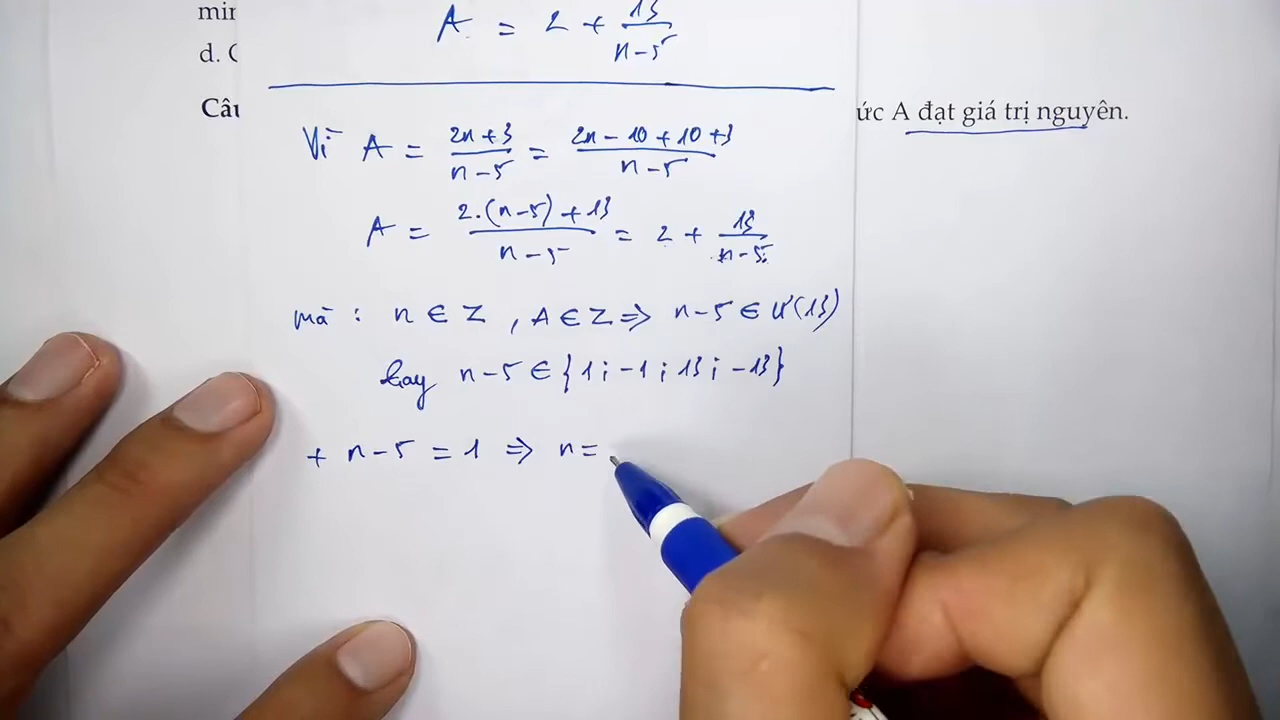 A = 2 + 13/n-5
d.
Câu
ức A đạt giá trị nguyên.
Vì A = 2n+3/n-5 = 2n-10+10+3/n-5
A = 2.(n-5)+13/n-5 = 2 + 13/n-5
mà : n ∈ Z , A ∈ Z => n-5 ∈ Ư(13)
hay n-5 ∈ {1; -1; 13; -13}
+ n-5 = 1 => n =